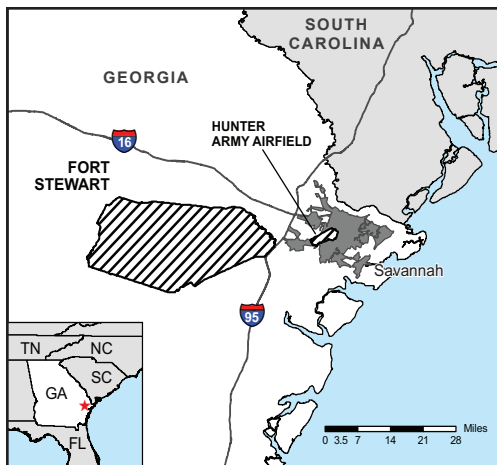 SOUTH
CAROLINA
GEORGIA
HUNTER
ARMY AIRFIELD
16
FORT
STEWART
Savannah
95
TN
NC
SC
GA
FL
Miles
0 3.5 7 14 21 28